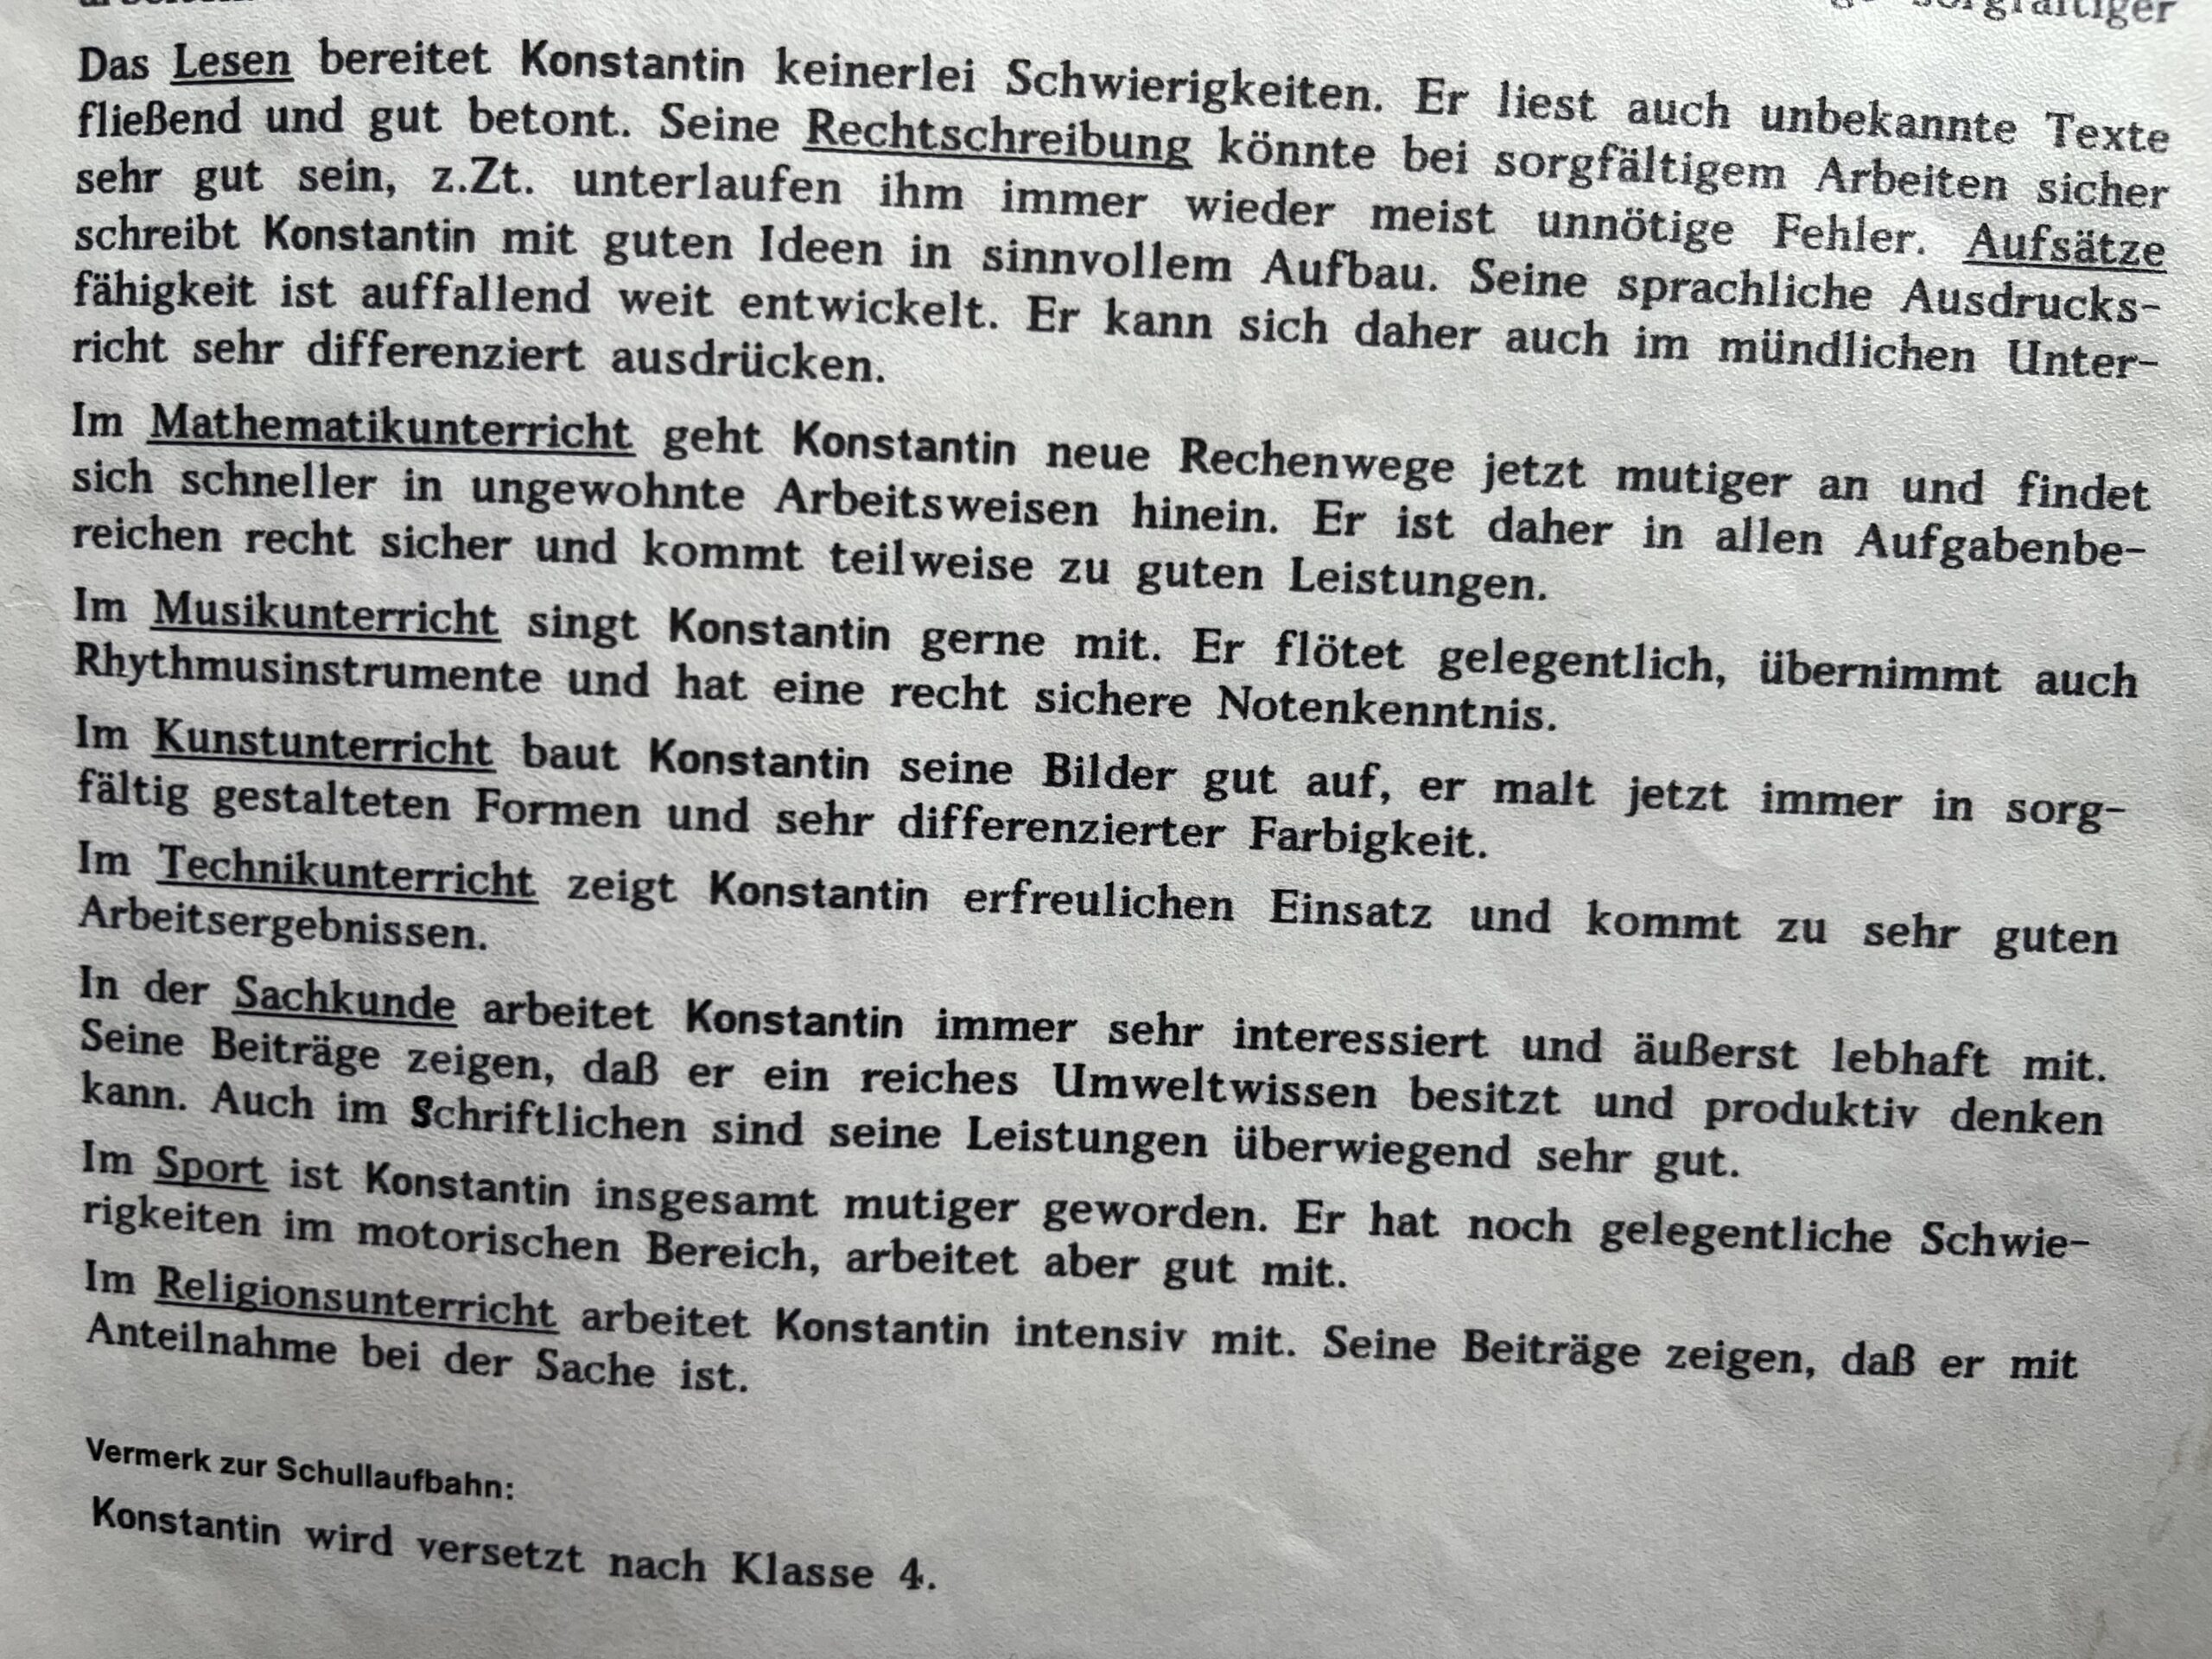 sorgfältiger
Das Lesen bereitet Konstantin keinerlei Schwierigkeiten. Er liest auch unbekannte Texte
fließend und gut betont. Seine Rechtschreibung könnte bei sorgfältigem Arbeiten sicher
sehr gut sein, z.Zt. unterlaufen ihm immer wieder meist unnötige Fehler. Aufsätze
schreibt Konstantin mit guten Ideen in sinnvollem Aufbau. Seine sprachliche Ausdrucks-
fähigkeit ist auffallend weit entwickelt. Er kann sich daher auch im mündlichen Unter-
richt sehr differenziert ausdrücken.
Im Mathematikunterricht geht Konstantin neue Rechenwege jetzt mutiger an und findet
sich schneller in ungewohnte Arbeitsweisen hinein. Er ist daher in allen Aufgabenbe-
reichen recht sicher und kommt teilweise zu guten Leistungen.
Im Musikunterricht singt Konstantin gerne mit. Er flötet gelegentlich, übernimmt auch
Rhythmusinstrumente und hat eine recht sichere Notenkenntnis.
Im Kunstunterricht baut Konstantin seine Bilder gut auf, er malt jetzt immer in sorg-
fältig gestalteten Formen und sehr differenzierter Farbigkeit.
Im Technikunterricht zeigt Konstantin erfreulichen Einsatz und kommt zu sehr guten
Arbeitsergebnissen.
In der Sachkunde arbeitet Konstantin immer sehr interessiert und äußerst lebhaft mit.
Seine Beiträge zeigen, daß er ein reiches Umweltwissen besitzt und produktiv denken
kann. Auch im Schriftlichen sind seine Leistungen überwiegend sehr gut.
Im Sport ist Konstantin insgesamt mutiger geworden. Er hat noch gelegentliche Schwie-
rigkeiten im motorischen Bereich, arbeitet aber gut mit.
Im Religionsunterricht arbeitet Konstantin intensiv mit. Seine Beiträge zeigen, daß er mit
Anteilnahme bei der Sache ist.
Vermerk zur Schullaufbahn:
Konstantin wird versetzt nach Klasse 4.